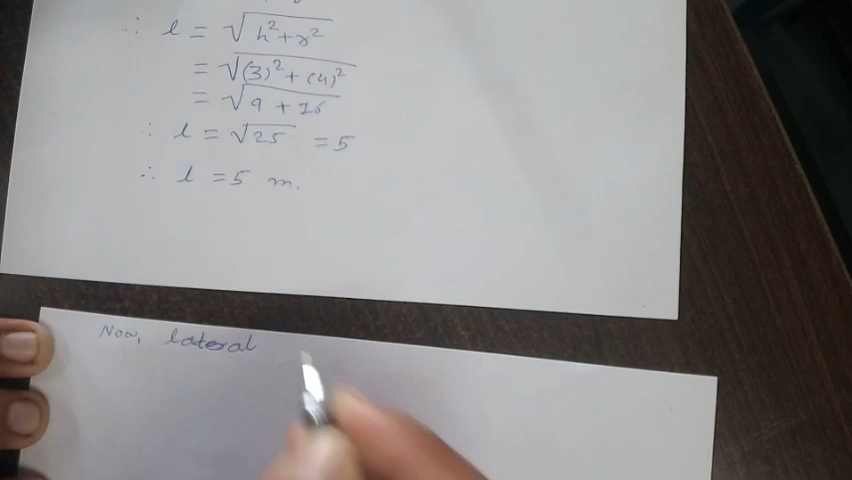 ∴ l = √h²+r²
= √(3)²+(4)²
= √9 + 16
∴ l = √25 = 5
∴ l = 5 m.
Now, lateral